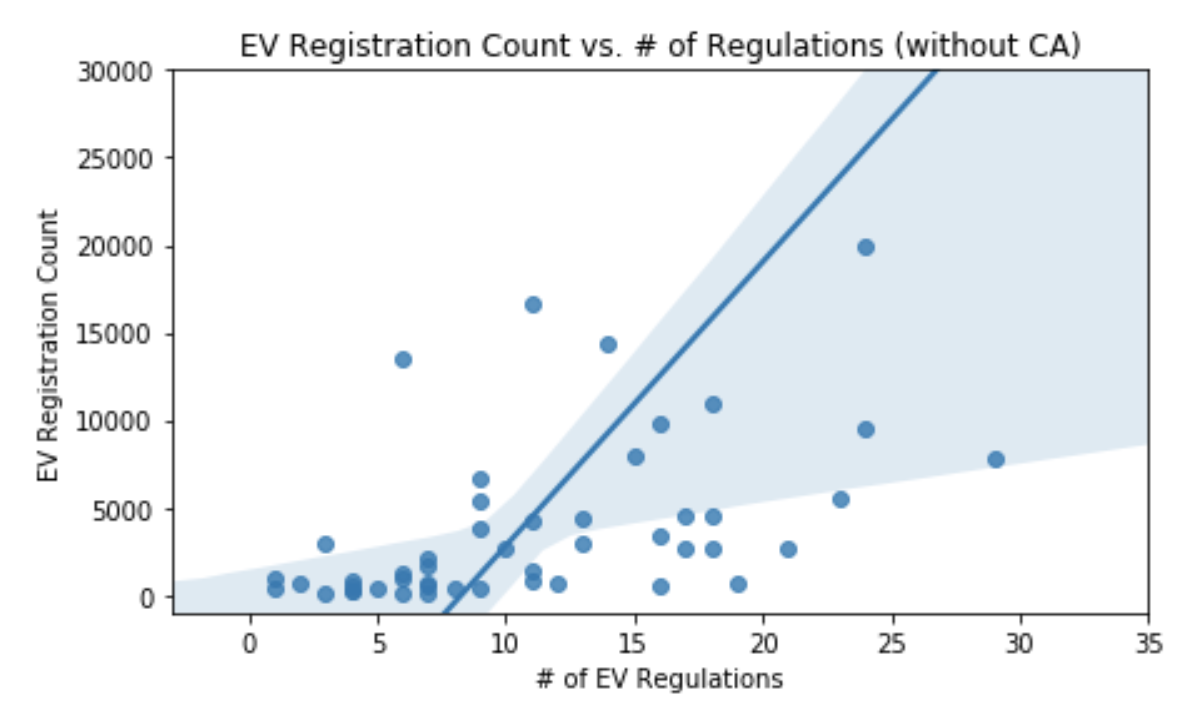 EV Registration Count vs. # of Regulations (without CA)
30000
25000
20000
15000
10000
5000
0
EV Registration Count
0 5 10 15 20 25 30 35
# of EV Regulations